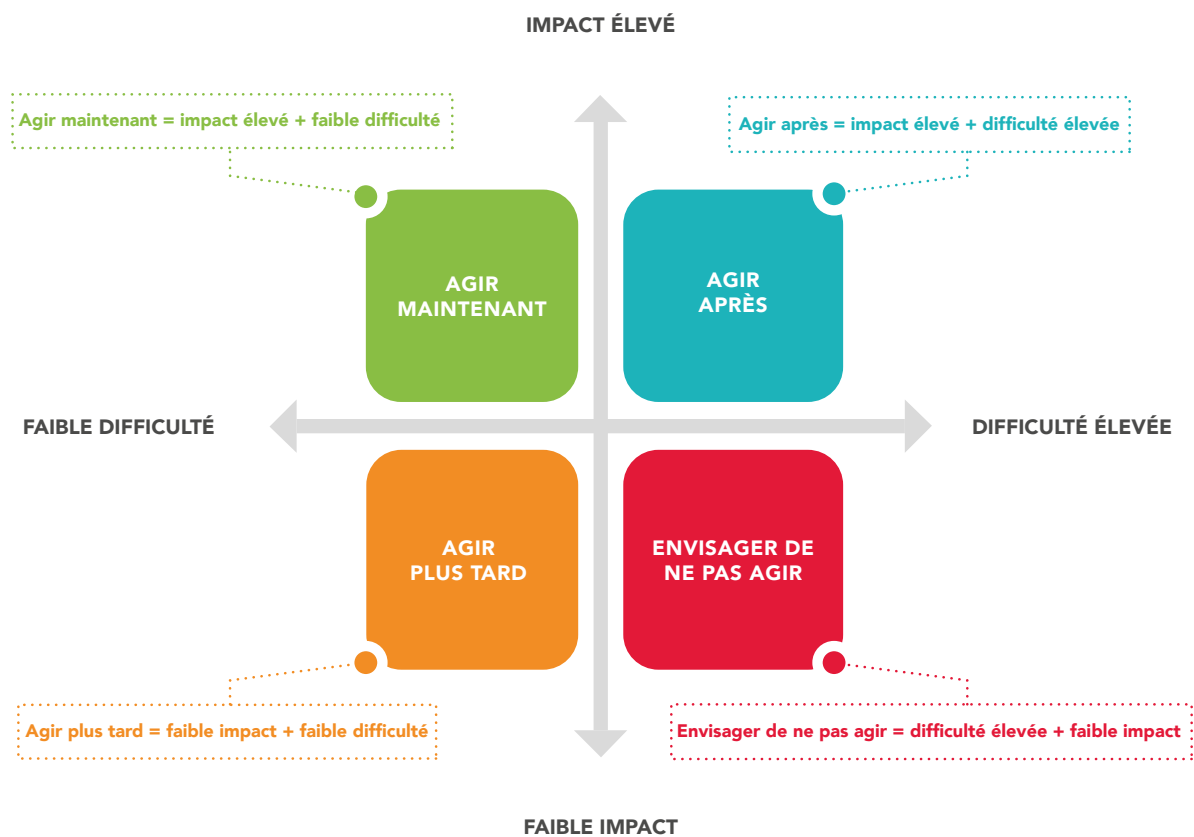 IMPACT ÉLEVÉ
Agir maintenant = impact élevé + faible difficulté
Agir après = impact élevé + difficulté élevée
AGIR
MAINTENANT
AGIR
APRÈS
FAIBLE DIFFICULTÉ
DIFFICULTÉ ÉLEVÉE
AGIR
PLUS TARD
ENVISAGER DE
NE PAS AGIR
Agir plus tard = faible impact + faible difficulté
Envisager de ne pas agir = difficulté élevée + faible impact
FAIBLE IMPACT